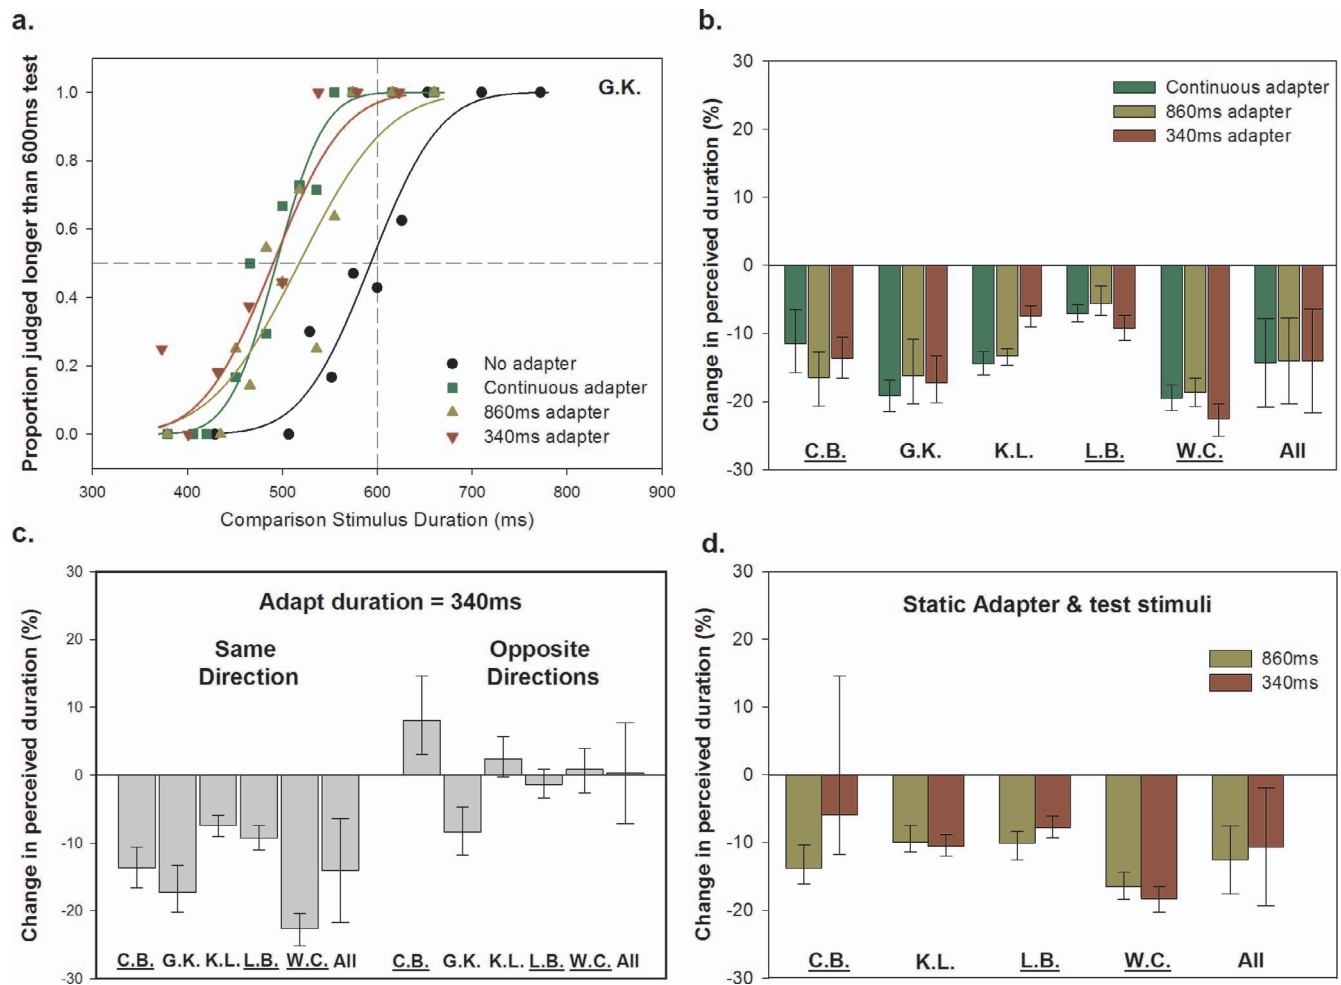 a.
G.K.
Proportion judged longer than 600ms test
1.0
0.8
0.6
0.4
0.2
0.0
No adapter
Continuous adapter
860ms adapter
340ms adapter
300 400 500 600 700 800 900
Comparison Stimulus Duration (ms)
b.
Change in perceived duration (%)
30
20
10
0
-10
-20
-30
Continuous adapter
860ms adapter
340ms adapter
C.B. G.K. K.L. L.B. W.C. All
c.
Change in perceived duration (%)
30
20
10
0
-10
-20
-30
Adapt duration = 340ms
Same
Direction
Opposite
Directions
C.B. G.K. K.L. L.B. W.C. All C.B. G.K. K.L. L.B. W.C. All
d.
Change in perceived duration (%)
30
20
10
0
-10
-20
-30
Static Adapter & test stimuli
860ms
340ms
C.B. K.L. L.B. W.C. All